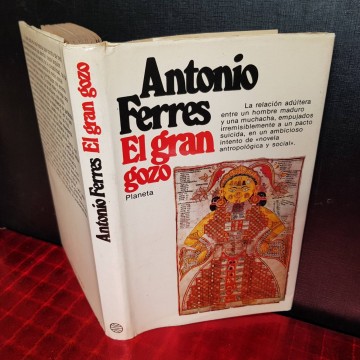 Antonio
Ferres
El gran
gozo
Planeta
La relación adúltera
entre un hombre maduro
y una muchacha, empujados
irremisiblemente a un pacto
suicida, en un ambicioso
intento de «novela
antropológica y social».
Antonio Ferres El gran gozo